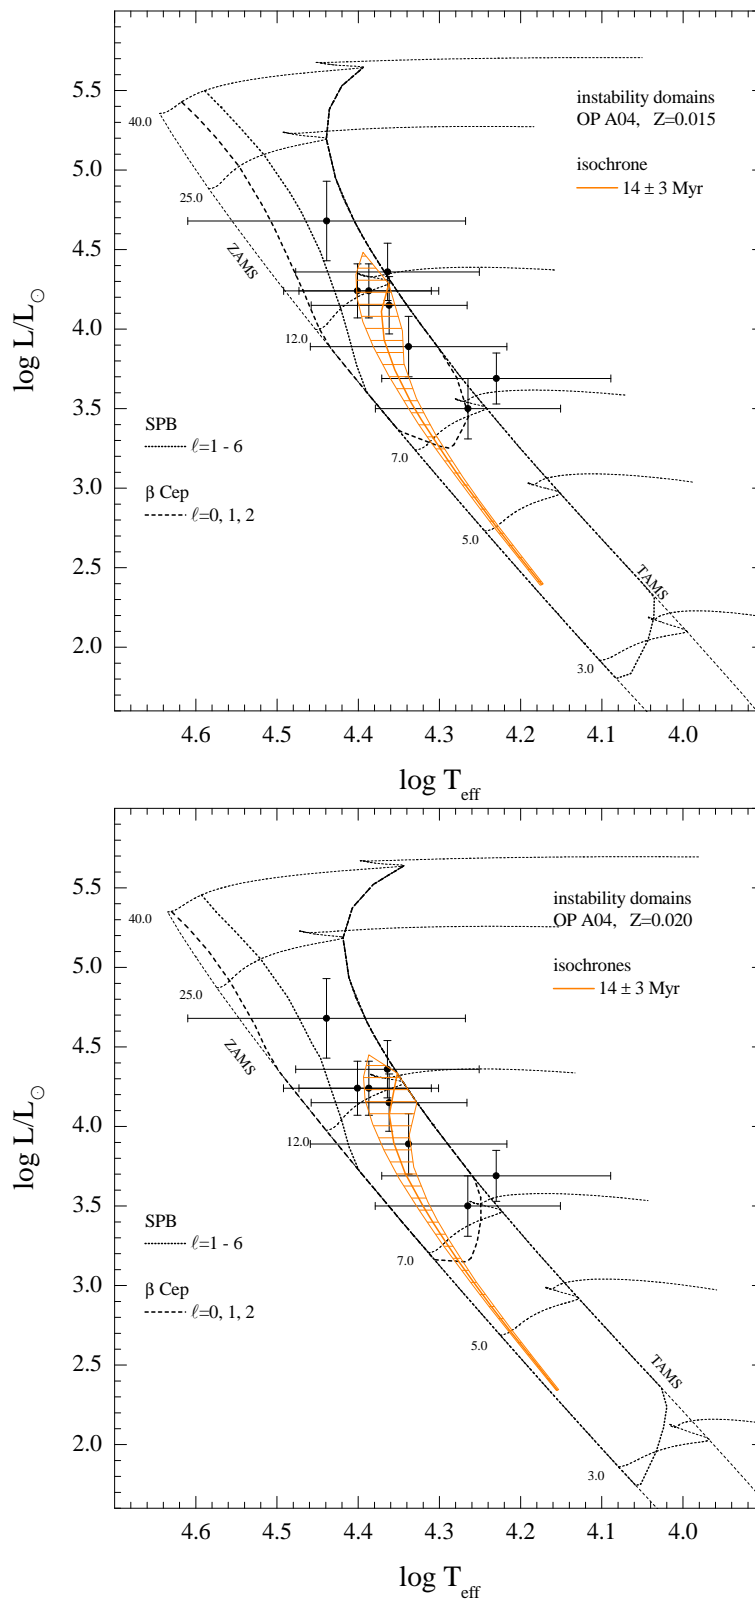 5.5
5.0
4.5
4.0
3.5
3.0
2.5
2.0
log L/L☉
instability domains
OP A04, Z=0.015
isochrone
14 ± 3 Myr
40.0
25.0
ZAMS
12.0
SPB
ℓ=1 - 6
β Cep
ℓ=0, 1, 2
7.0
5.0
TAMS
3.0
4.6 4.5 4.4 4.3 4.2 4.1 4.0
log T_eff
5.5
5.0
4.5
4.0
3.5
3.0
2.5
2.0
log L/L☉
instability domains
OP A04, Z=0.020
isochrones
14 ± 3 Myr
40.0
25.0
ZAMS
12.0
SPB
ℓ=1 - 6
β Cep
ℓ=0, 1, 2
7.0
5.0
TAMS
3.0
4.6 4.5 4.4 4.3 4.2 4.1 4.0
log T_eff